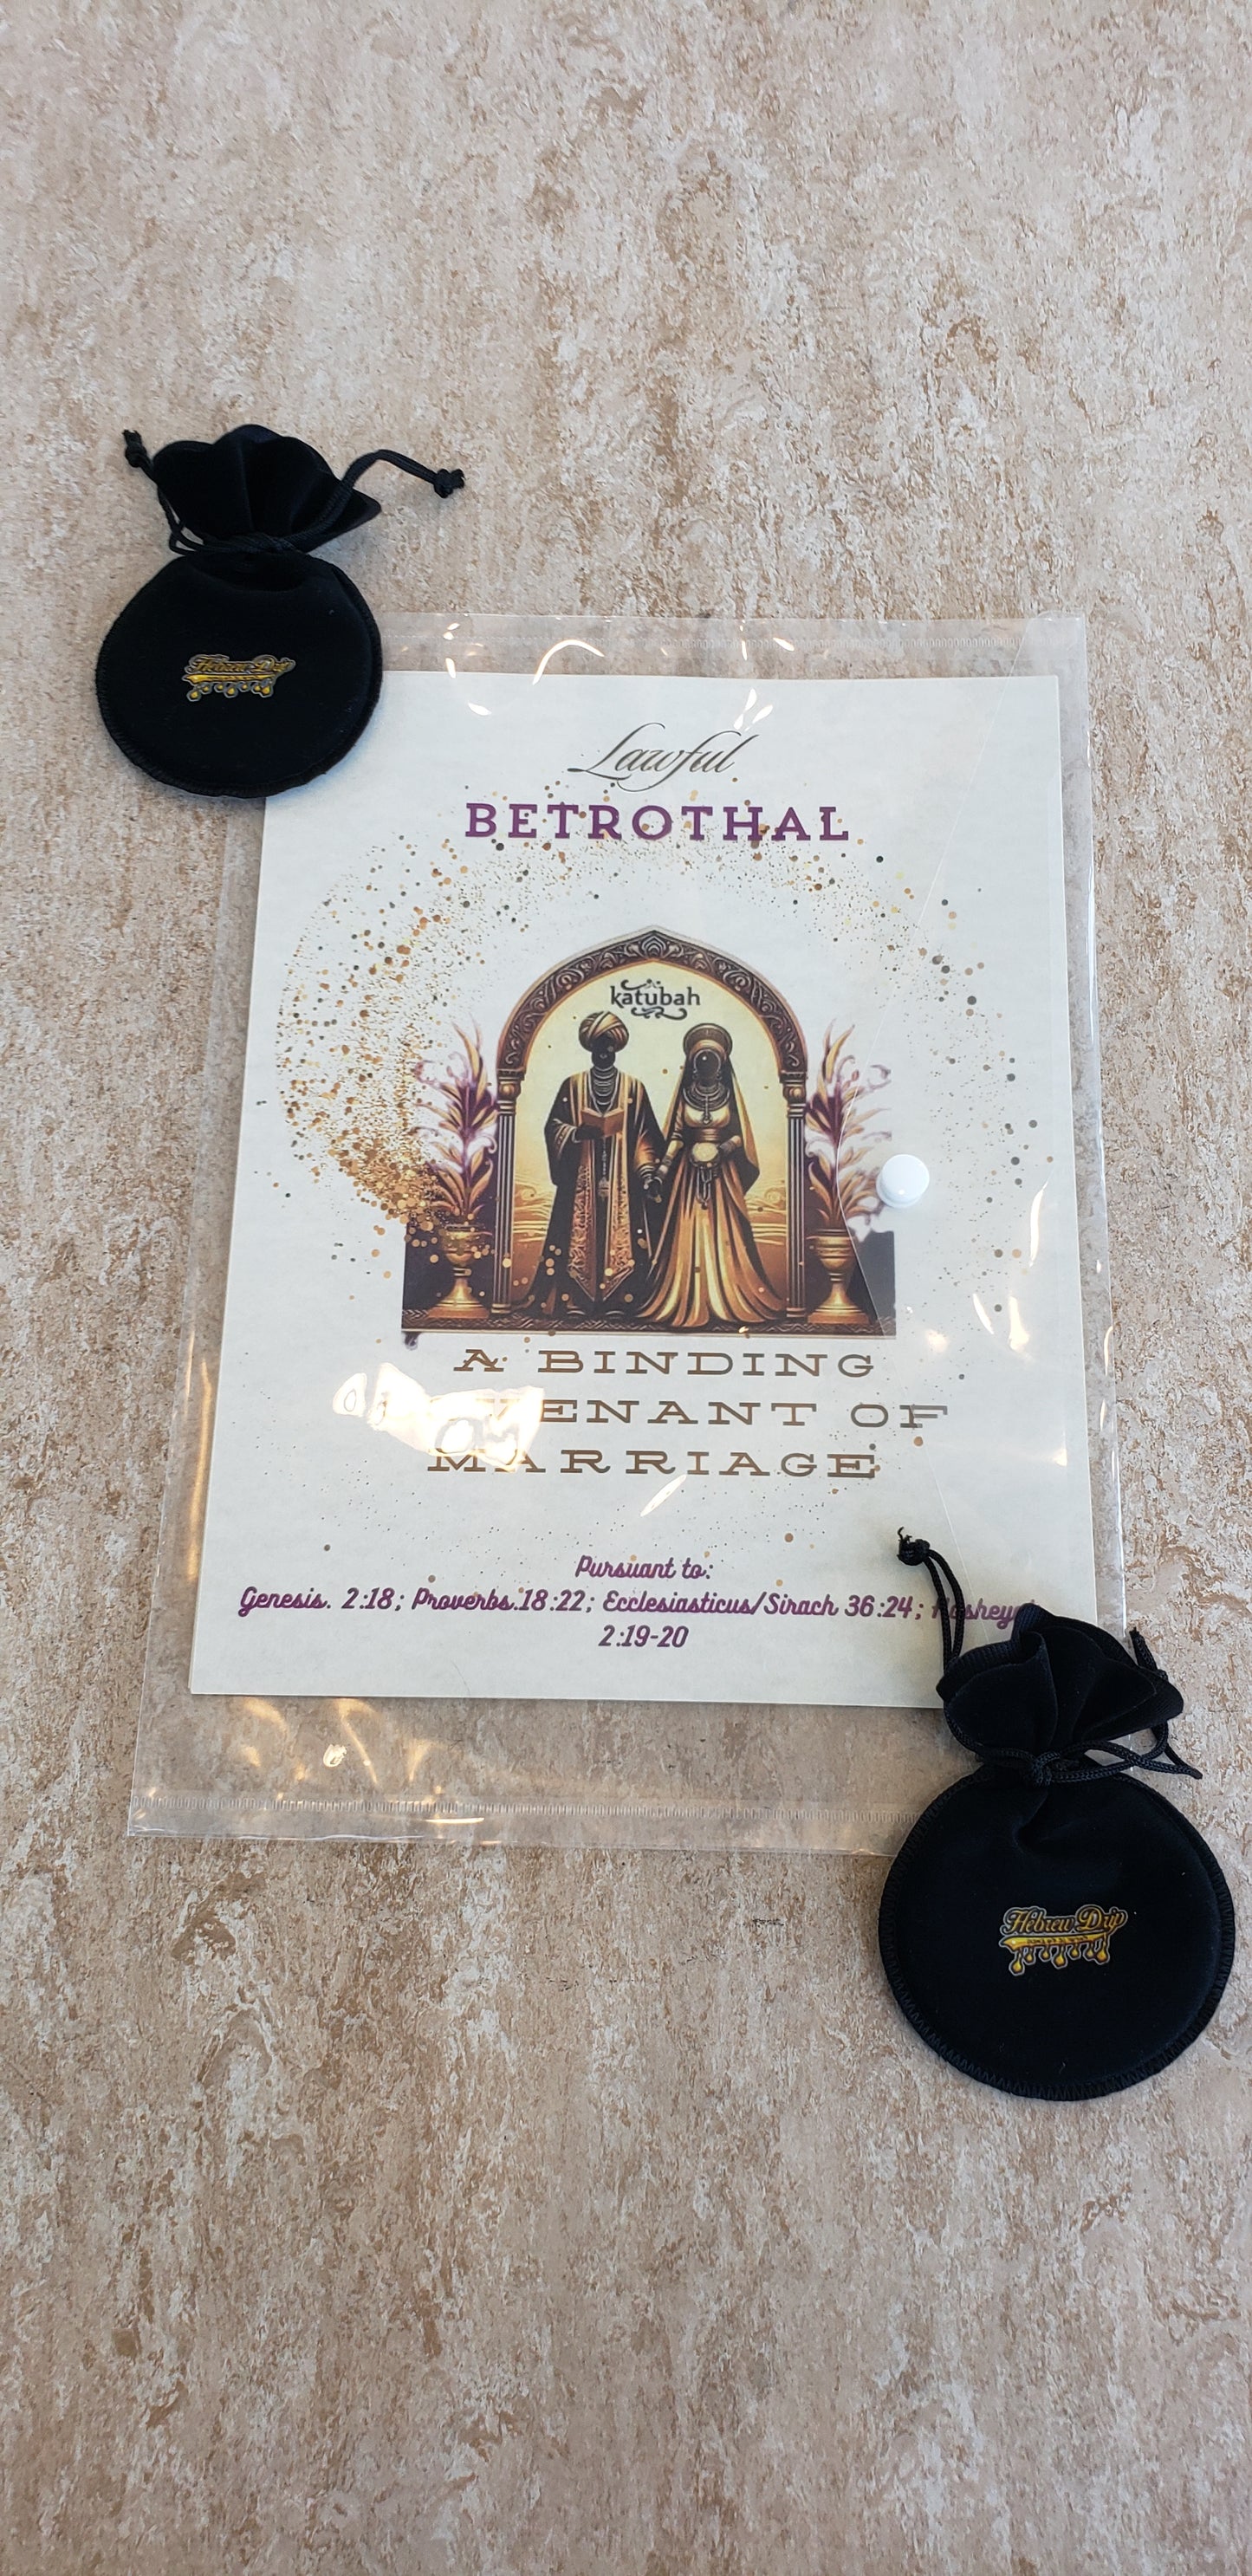 Hebrew Drip
Lawful
BETROTHAL
katubah
A BINDING
OF
MARRIAGE
Pursuant to:
Genesis. 2:18; Proverbs.18:22; Ecclesiasticus/Sirach 36:24;
2:19-20
Hebrew Drip